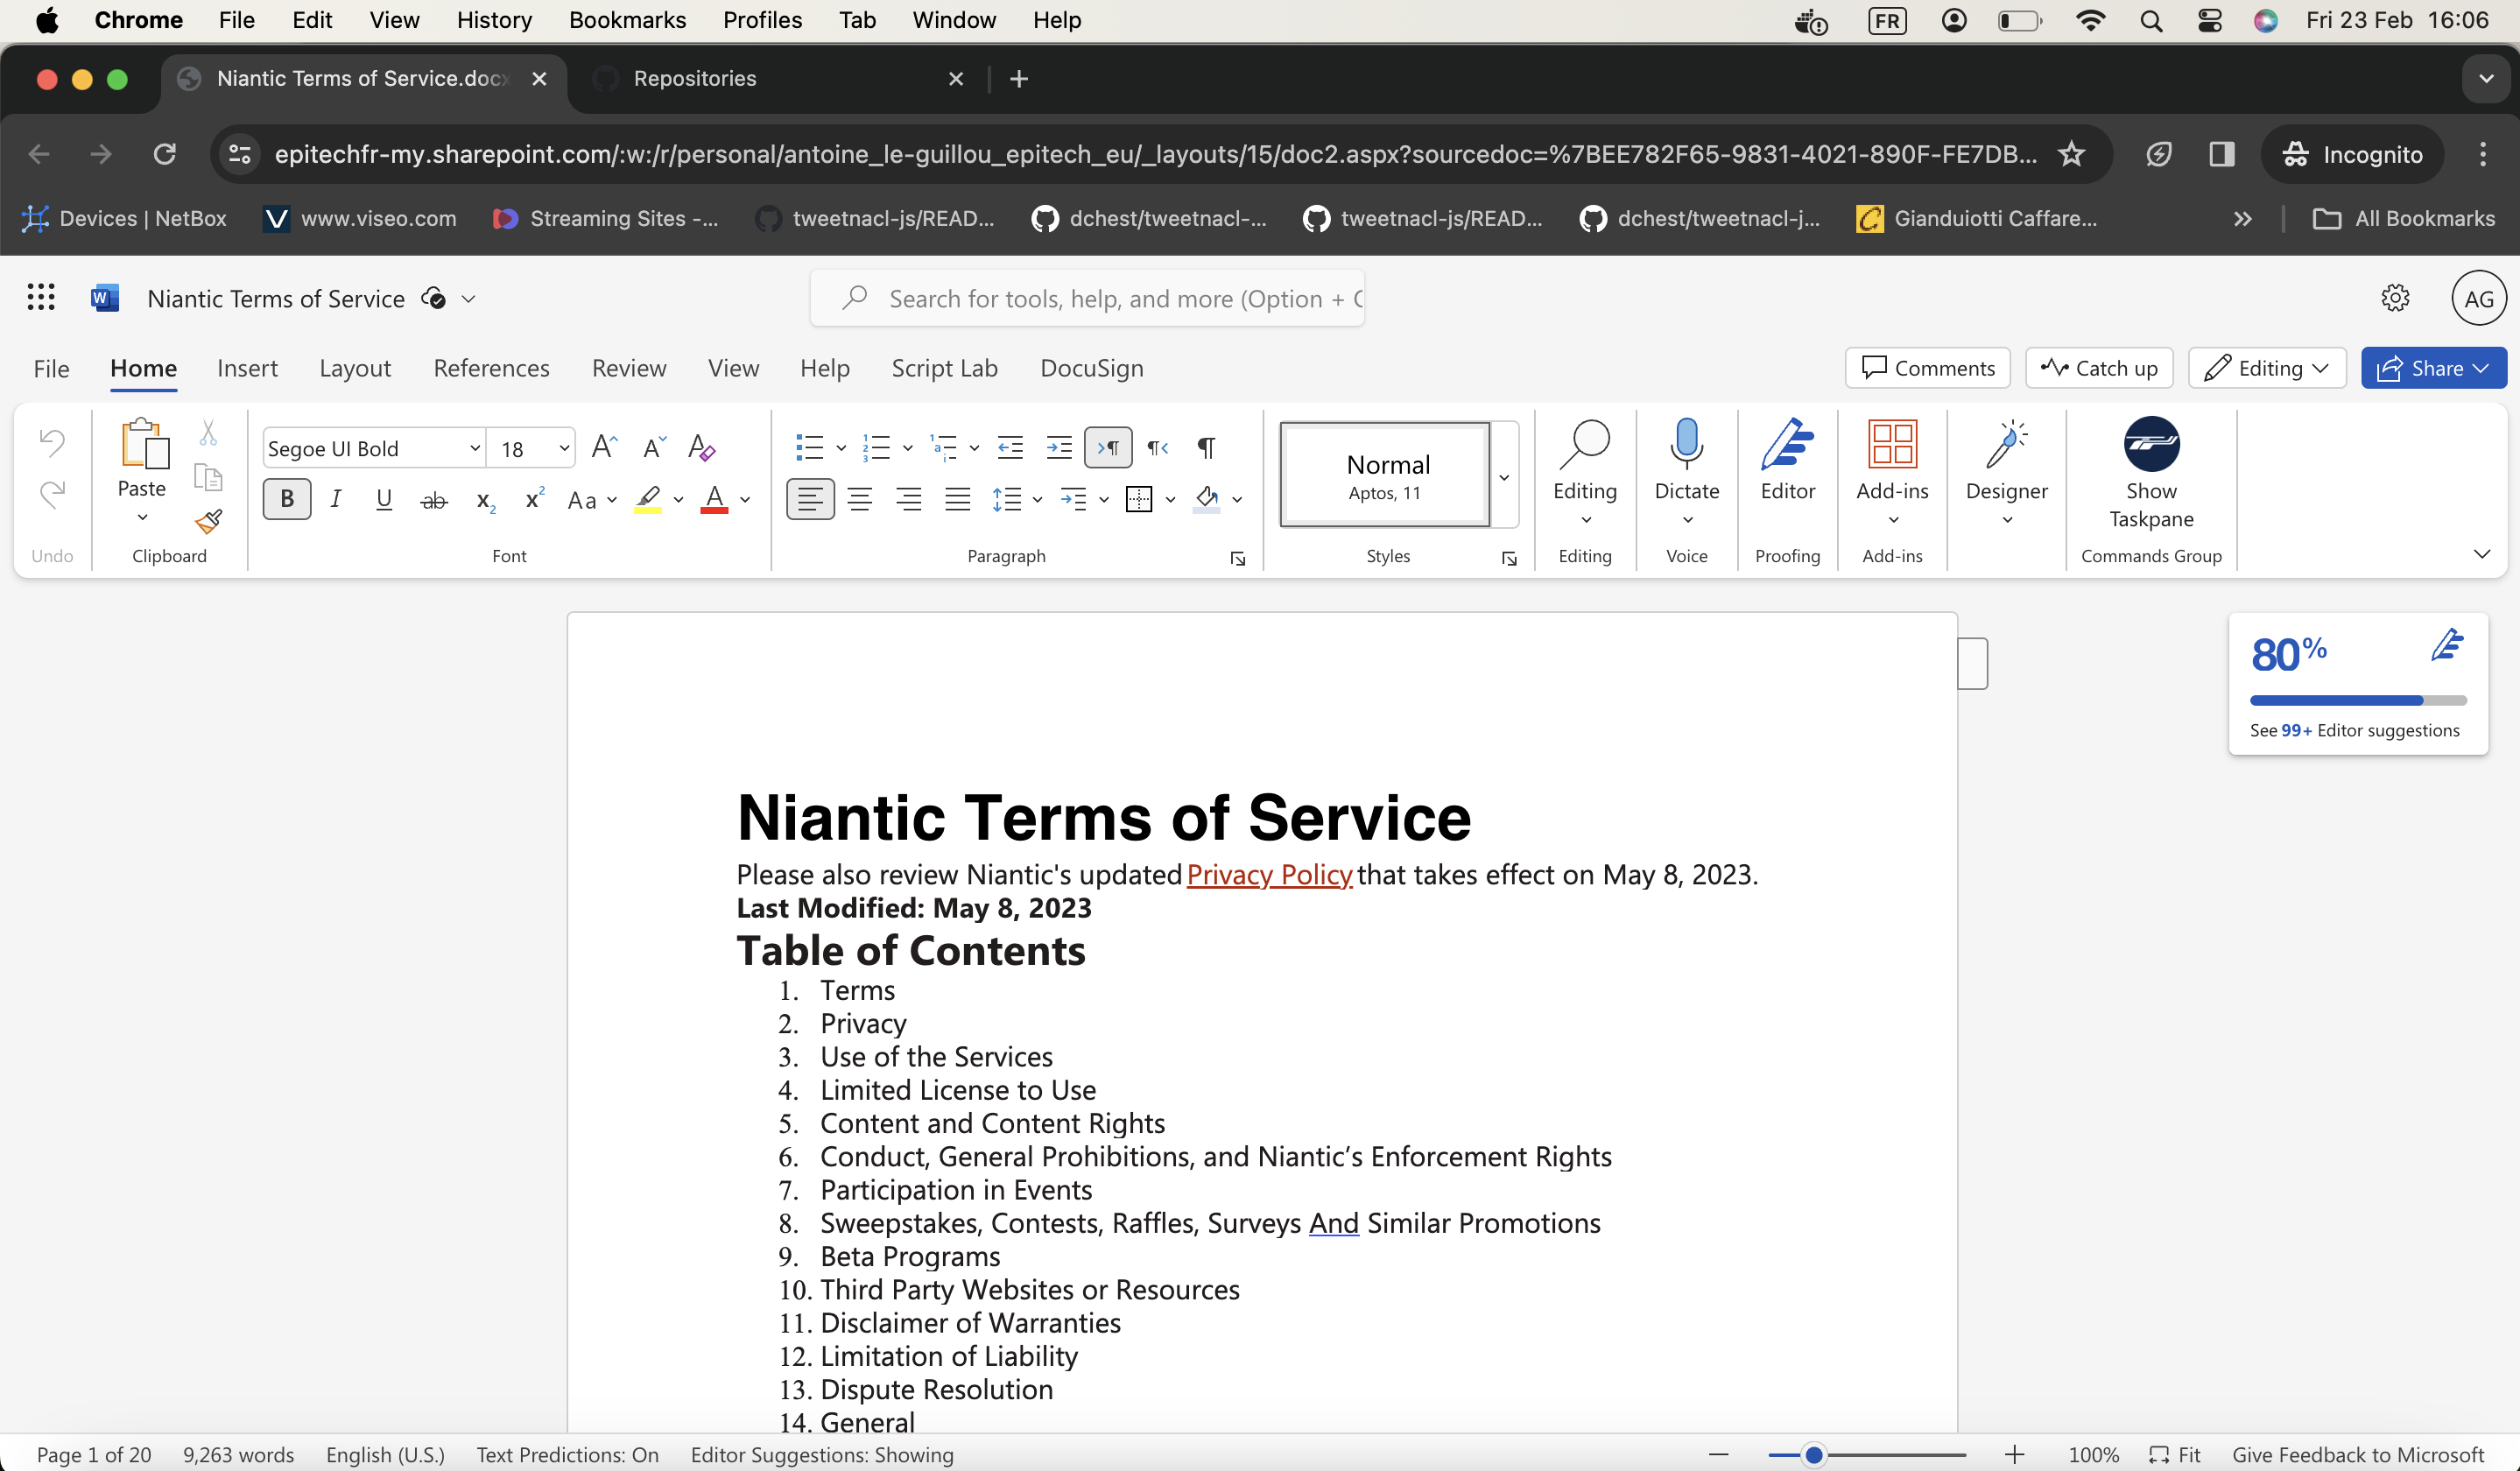 Chrome File Edit View History Bookmarks Profiles Tab Window Help FR Fri 23 Feb 16:06
Niantic Terms of Service.docx Repositories
epitechfr-my.sharepoint.com/:w:/r/personal/antoine_le-guillou_epitech_eu/_layouts/15/doc2.aspx?sourcedoc=%7BEE782F65-9831-4021-890F-FE7DB... Incognito
Devices | NetBox www.viseo.com Streaming Sites -... tweetnacl-js/READ... dchest/tweetnacl-... tweetnacl-js/READ... dchest/tweetnacl-j... Gianduiotti Caffare... » All Bookmarks
Niantic Terms of Service Search for tools, help, and more (Option + AG
File Home Insert Layout References Review View Help Script Lab DocuSign Comments Catch up Editing Share
Segoe UI Bold 18
Paste
Normal
Aptos, 11
Editing Dictate Editor Add-ins Designer Show Taskpane
Undo Clipboard Font Paragraph Styles Editing Voice Proofing Add-ins Commands Group
80%
See 99+ Editor suggestions
Niantic Terms of Service
Please also review Niantic's updated Privacy Policy that takes effect on May 8, 2023.
Last Modified: May 8, 2023
Table of Contents
1. Terms
2. Privacy
3. Use of the Services
4. Limited License to Use
5. Content and Content Rights
6. Conduct, General Prohibitions, and Niantic’s Enforcement Rights
7. Participation in Events
8. Sweepstakes, Contests, Raffles, Surveys And Similar Promotions
9. Beta Programs
10. Third Party Websites or Resources
11. Disclaimer of Warranties
12. Limitation of Liability
13. Dispute Resolution
14. General
Page 1 of 20 9,263 words English (U.S.) Text Predictions: On Editor Suggestions: Showing 100% Fit Give Feedback to Microsoft